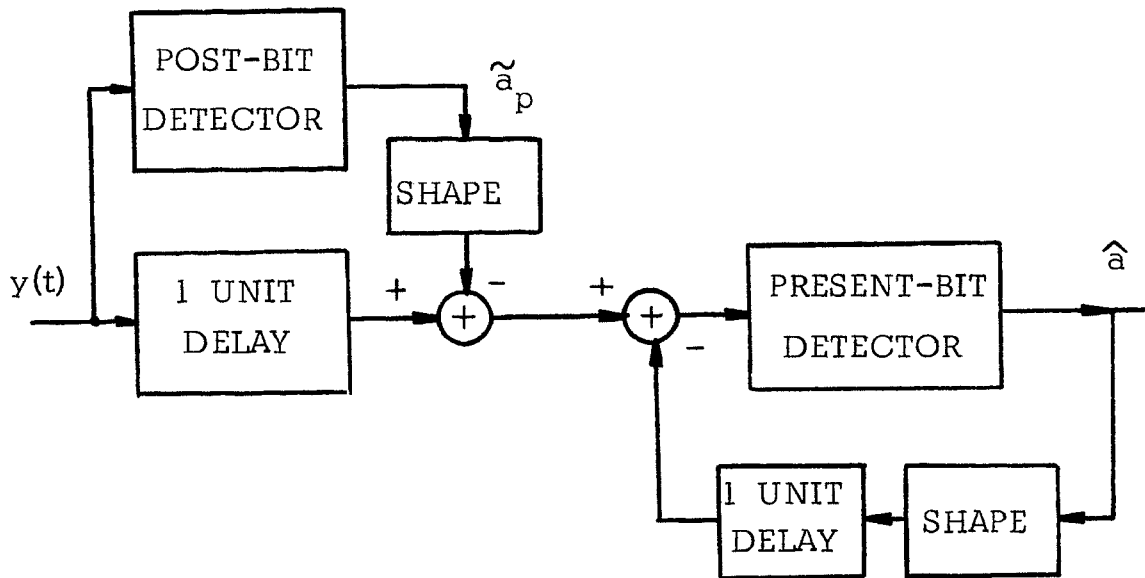 POST-BIT
DETECTOR
ã_p
SHAPE
y(t)
1 UNIT
DELAY
+
-
+
+
+
-
PRESENT-BIT
DETECTOR
â
1 UNIT
DELAY
SHAPE